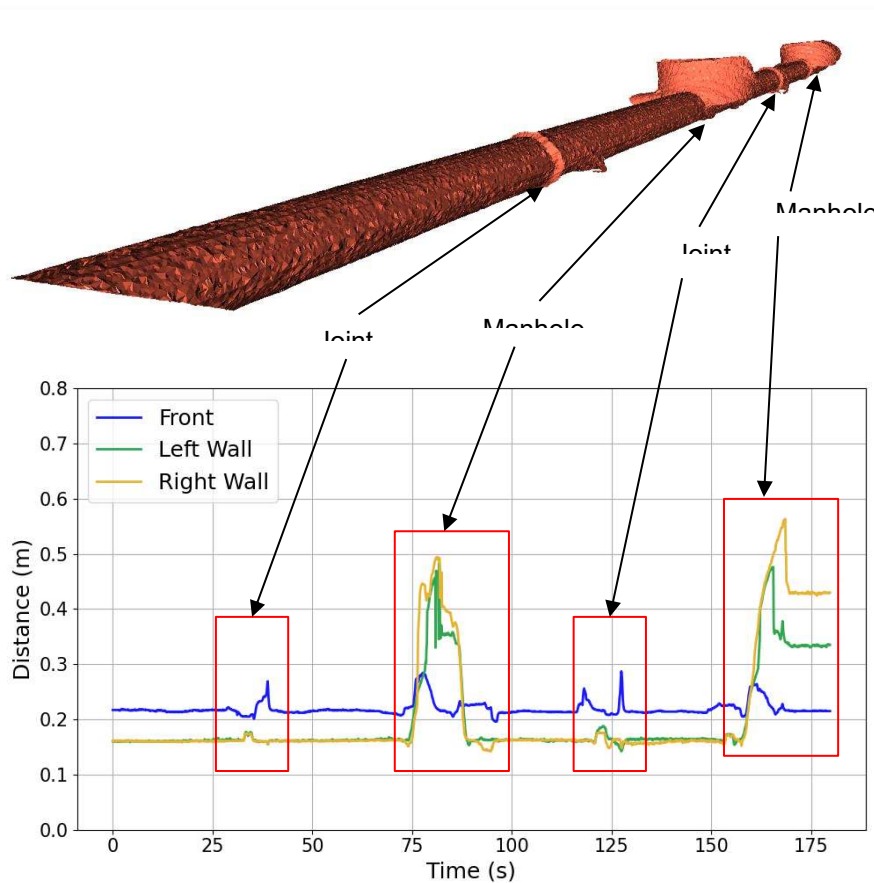 Manhole
Joint
Joint
Manhole
0.8
0.7
0.6
0.5
0.4
0.3
0.2
0.1
0.0
Distance (m)
Front
Left Wall
Right Wall
0 25 50 75 100 125 150 175
Time (s)